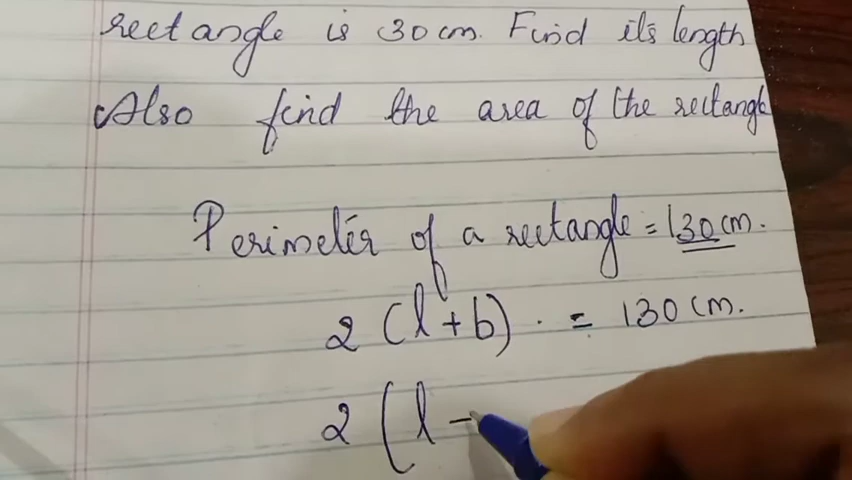 rectangle is 30 cm. Find its length
Also find the area of the rectangle
Perimeter of a rectangle = 130 cm.
2 (l + b) . = 130 cm.
2 ( l -